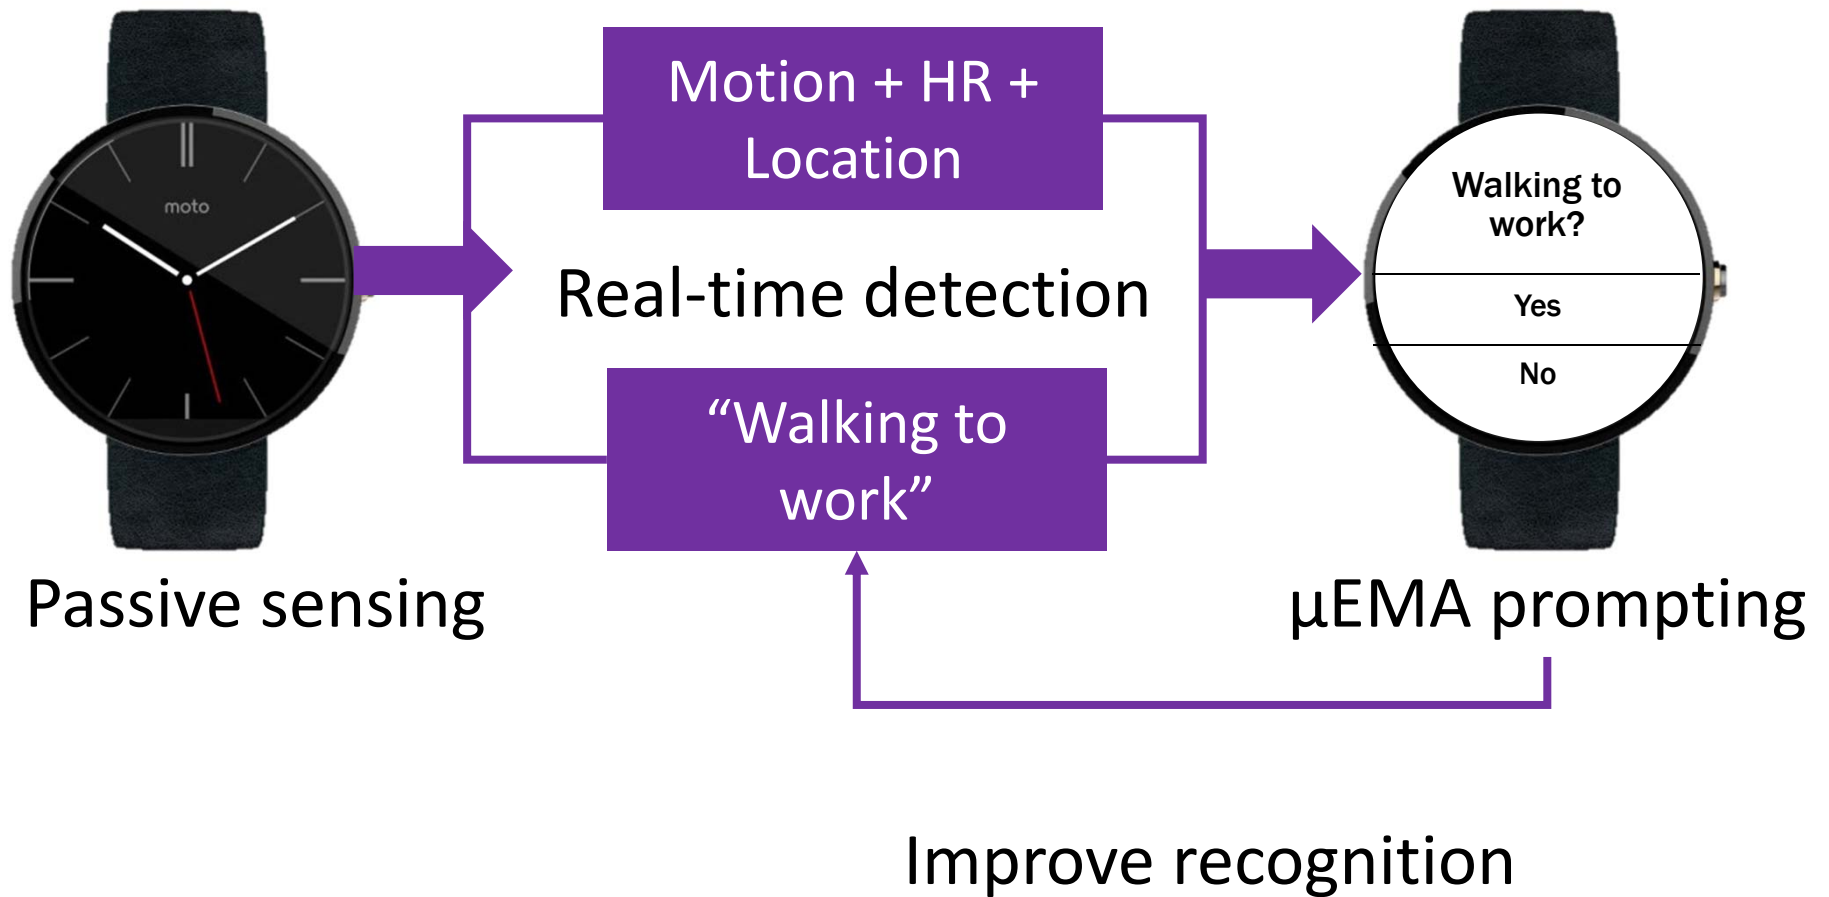 moto
Motion + HR +
Location
Real-time detection
“Walking to
work”
Walking to
work?
Yes
No
Passive sensing
µEMA prompting
Improve recognition